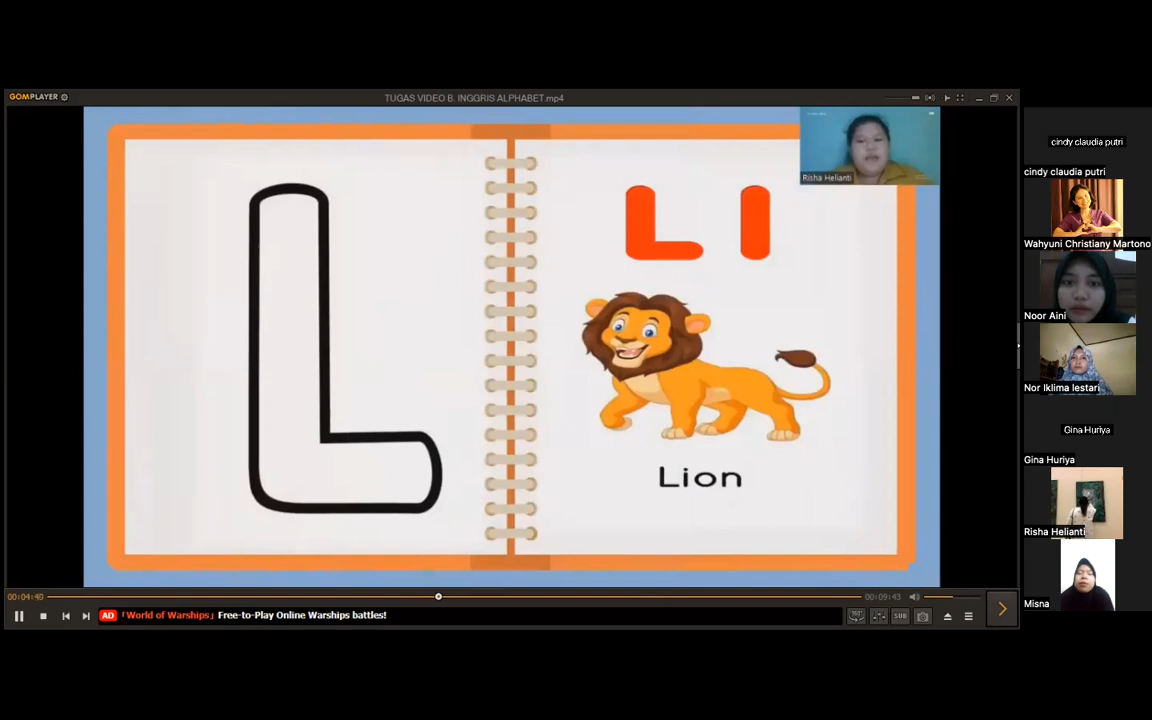 GOMPLAYER
TUGAS VIDEO B. INGGRIS ALPHABET.mp4
Risha Helianti
L
L l
Lion
00:04:40
00:09:43
AD 「World of Warships」 Free-to-Play Online Warships battles!
360°
SUB
cindy claudia putri
cindy claudia putri
Wahyuni Christiany Martono
Noor Aini
Nor Iklima lestari
Gina Huriya
Gina Huriya
Risha Helianti
Misna